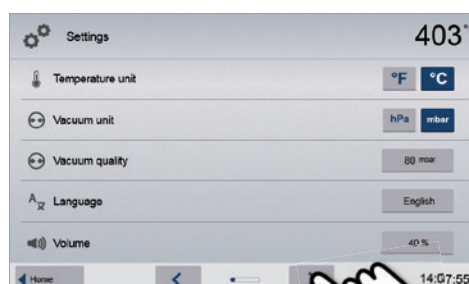 Settings 403°
Temperature unit °F °C
Vacuum unit hPa mbar
Vacuum quality 80 mbar
Language English
Volume 40 %
Home 14:07:55